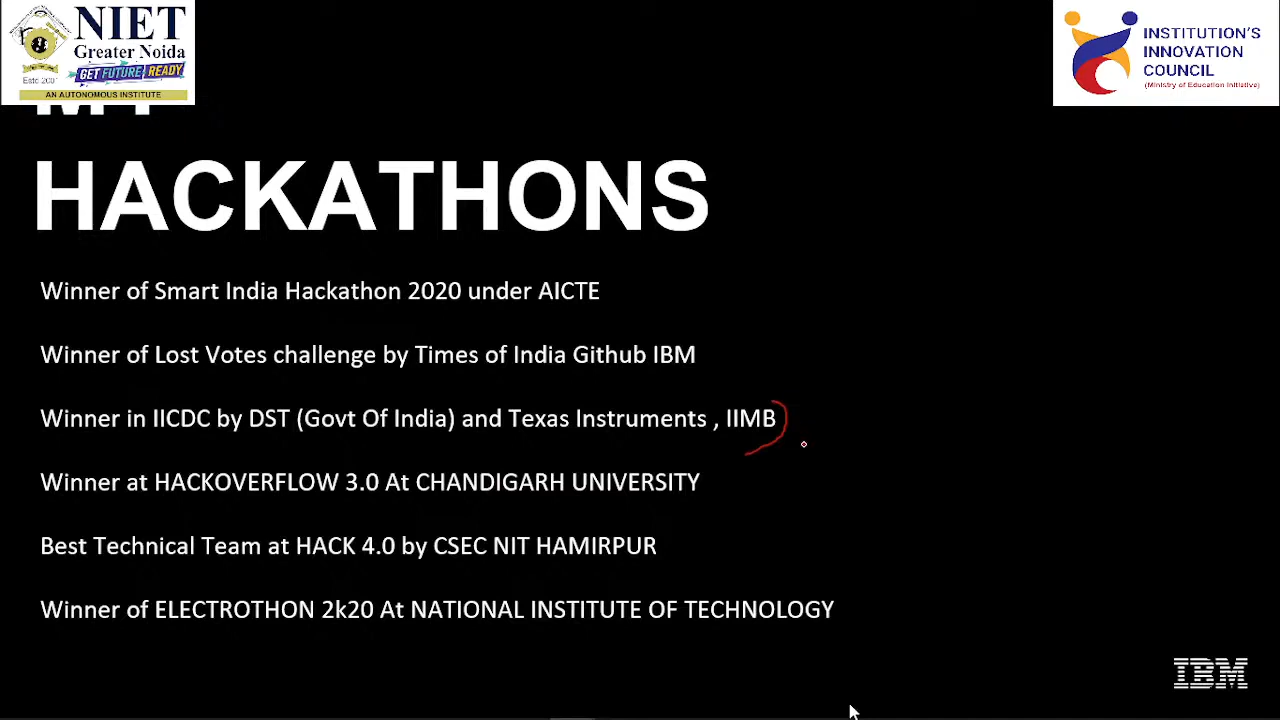 NIET
Greater Noida
GET FUTURE READY
AN AUTONOMOUS INSTITUTE
INSTITUTION'S
INNOVATION
COUNCIL
(Ministry of Education Initiative)
MY
HACKATHONS
Winner of Smart India Hackathon 2020 under AICTE
Winner of Lost Votes challenge by Times of India Github IBM
Winner in IICDC by DST (Govt Of India) and Texas Instruments , IIMB
Winner at HACKOVERFLOW 3.0 At CHANDIGARH UNIVERSITY
Best Technical Team at HACK 4.0 by CSEC NIT HAMIRPUR
Winner of ELECTROTHON 2k20 At NATIONAL INSTITUTE OF TECHNOLOGY
IBM